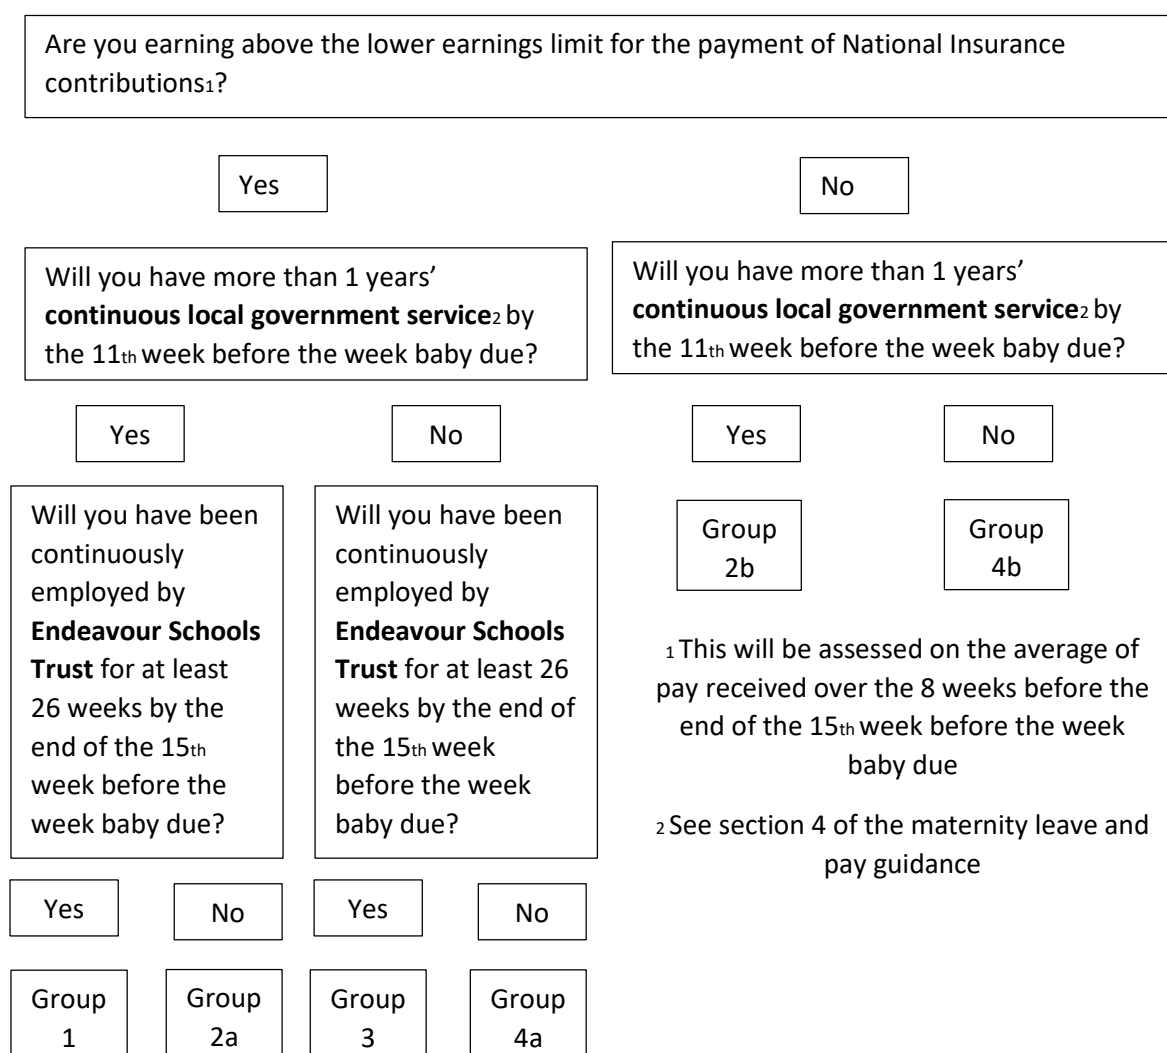 Are you earning above the lower earnings limit for the payment of National Insurance
contributions1?
Yes
No
Will you have more than 1 years’
continuous local government service2 by
the 11th week before the week baby due?
Will you have more than 1 years’
continuous local government service2 by
the 11th week before the week baby due?
Yes
No
Yes
No
Will you have been
continuously
employed by
Endeavour Schools
Trust for at least
26 weeks by the
end of the 15th
week before the
week baby due?
Will you have been
continuously
employed by
Endeavour Schools
Trust for at least 26
weeks by the end of
the 15th week
before the week
baby due?
Group
2b
Group
4b
1 This will be assessed on the average of
pay received over the 8 weeks before the
end of the 15th week before the week
baby due
2 See section 4 of the maternity leave and
pay guidance
Yes
No
Yes
No
Group
1
Group
2a
Group
3
Group
4a